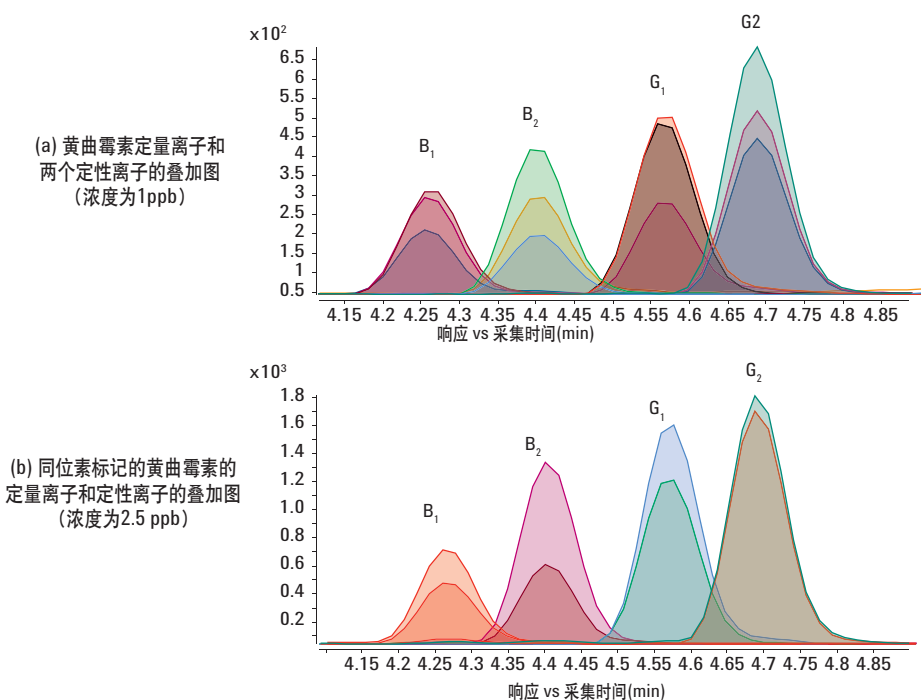 (a) 黄曲霉素定量离子和
两个定性离子的叠加图
（浓度为1ppb）
x10²
6.5
6
5.5
5
4.5
4
3.5
3
2.5
2
1.5
1
0.5
B₁
B₂
G₁
G2
4.15 4.2 4.25 4.3 4.35 4.4 4.45 4.5 4.55 4.6 4.65 4.7 4.75 4.8 4.85
响应 vs 采集时间(min)
(b) 同位素标记的黄曲霉素的
定量离子和定性离子的叠加图
（浓度为2.5 ppb）
x10³
1.8
1.6
1.4
1.2
1.0
0.8
0.6
0.4
0.2
B₁
B₂
G₁
G₂
4.15 4.2 4.25 4.3 4.35 4.4 4.45 4.5 4.55 4.6 4.65 4.7 4.75 4.8 4.85
响应 vs 采集时间(min)